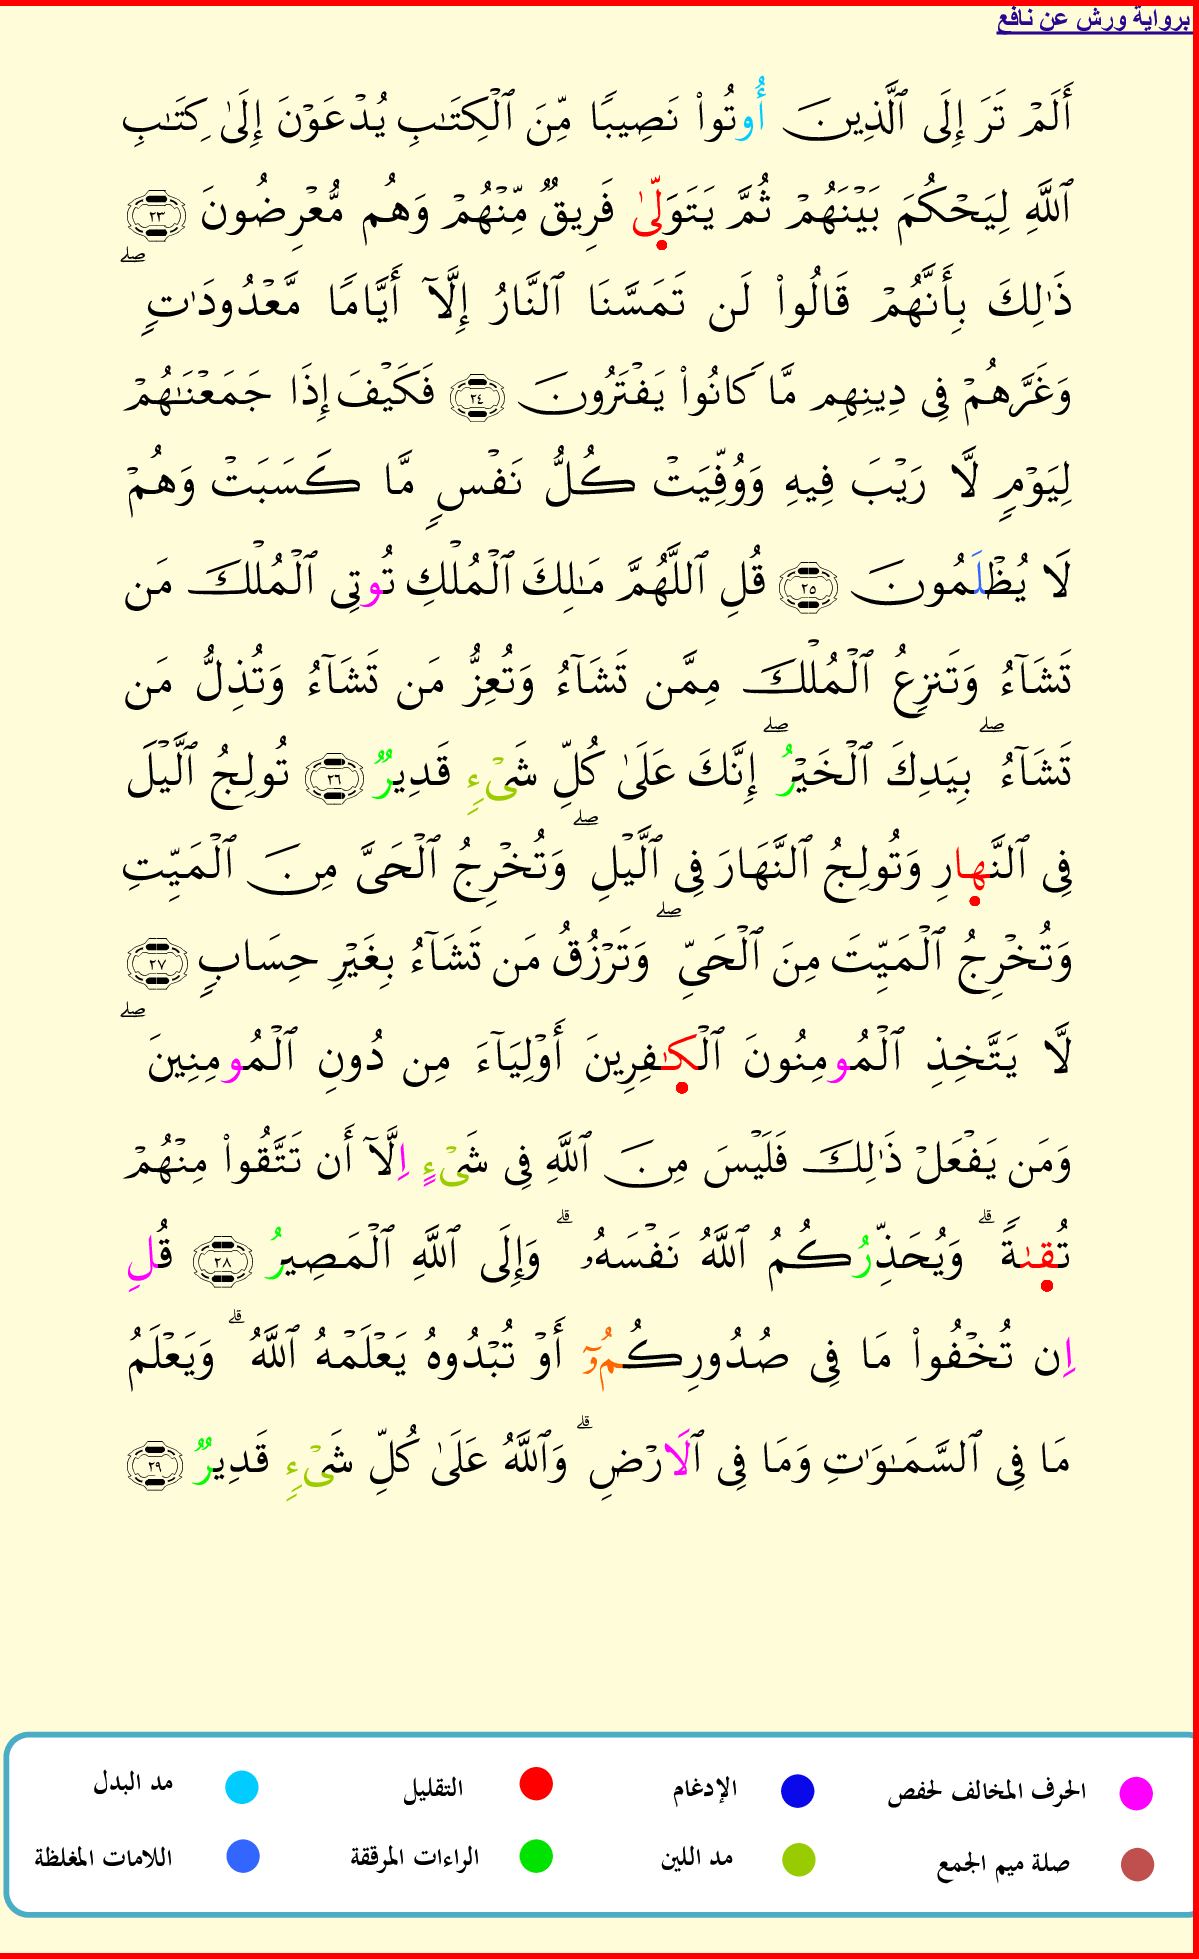 برواية ورش عن نافع
أَلَمْ تَرَ إِلَى ٱلَّذِينَ أُوتُواْ نَصِيبًا مِّنَ ٱلْكِتَـٰبِ يُدْعَوْنَ إِلَىٰ كِتَـٰبِ
ٱللَّهِ لِيَحْكُمَ بَيْنَهُمْ ثُمَّ يَتَوَلّىٰ فَرِيقٌ مِّنْهُمْ وَهُم مُّعْرِضُونَ ٢٣
ذَٰلِكَ بِأَنَّهُمْ قَالُواْ لَن تَمَسَّنَا ٱلنَّارُ إِلَّآ أَيَّامًا مَّعْدُودَٰتٍ ۖ
وَغَرَّهُمْ فِى دِينِهِم مَّا كَانُواْ يَفْتَرُونَ ٢٤ فَكَيْفَ إِذَا جَمَعْنَـٰهُمْ
لِيَوْمٍ لَّا رَيْبَ فِيهِ وَوُفِّيَتْ كُلُّ نَفْسٍ مَّا كَسَبَتْ وَهُمْ
لَا يُظْلَمُونَ ٢٥ قُلِ ٱللَّهُمَّ مَـٰلِكَ ٱلْمُلْكِ تُوتِى ٱلْمُلْكَ مَن
تَشَآءُ وَتَنزِعُ ٱلْمُلْكَ مِمَّن تَشَآءُ وَتُعِزُّ مَن تَشَآءُ وَتُذِلُّ مَن
تَشَآءُ ۖ بِيَدِكَ ٱلْخَيْرُ ۖ إِنَّكَ عَلَىٰ كُلِّ شَىْءٍ قَدِيرٌ ٢٦ تُولِجُ ٱلَّيْلَ
فِى ٱلنَّهارِ وَتُولِجُ ٱلنَّهَارَ فِى ٱلَّيْلِ ۖ وَتُخْرِجُ ٱلْحَىَّ مِنَ ٱلْمَيِّتِ
وَتُخْرِجُ ٱلْمَيِّتَ مِنَ ٱلْحَىِّ ۖ وَتَرْزُقُ مَن تَشَآءُ بِغَيْرِ حِسَابٍ ٢٧
لَّا يَتَّخِذِ ٱلْمُومِنُونَ ٱلْكـٰفِرِينَ أَوْلِيَآءَ مِن دُونِ ٱلْمُومِنِينَ ۖ
وَمَن يَفْعَلْ ذَٰلِكَ فَلَيْسَ مِنَ ٱللَّهِ فِى شَىْءٍ اِلَّآ أَن تَتَّقُواْ مِنْهُمْ
تُقـٰىةً ۗ وَيُحَذِّرُكُمُ ٱللَّهُ نَفْسَهُۥ ۗ وَإِلَى ٱللَّهِ ٱلْمَصِيرُ ٢٨ قُلِ
اِن تُخْفُواْ مَا فِى صُدُورِكُمُۥٓ أَوْ تُبْدُوهُ يَعْلَمْهُ ٱللَّهُ ۗ وَيَعْلَمُ
مَا فِى ٱلسَّمَـٰوَٰتِ وَمَا فِى ٱلَارْضِ ۗ وَٱللَّهُ عَلَىٰ كُلِّ شَىْءٍ قَدِيرٌ ٢٩
الحرف المخالف لحفص الإدغام التقليل مد البدل
صلة ميم الجمع مد اللين الراءات المرققة اللامات المغلظة